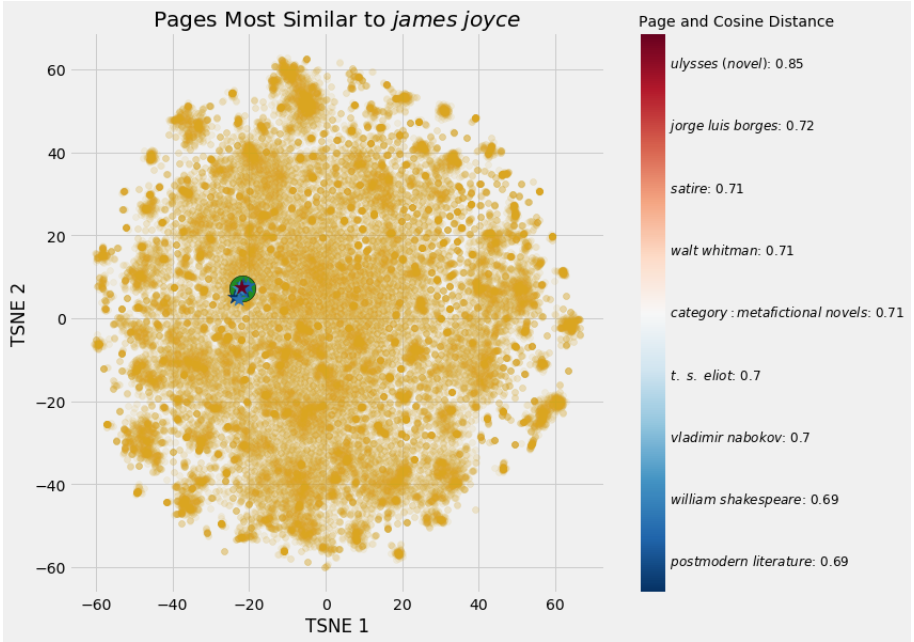 Pages Most Similar to james joyce
Page and Cosine Distance
60
40
20
0
−20
−40
−60
TSNE 2
−60
−40
−20
0
20
40
60
TSNE 1
ulysses (novel): 0.85
jorge luis borges: 0.72
satire: 0.71
walt whitman: 0.71
category : metafictional novels: 0.71
t. s. eliot: 0.7
vladimir nabokov: 0.7
william shakespeare: 0.69
postmodern literature: 0.69